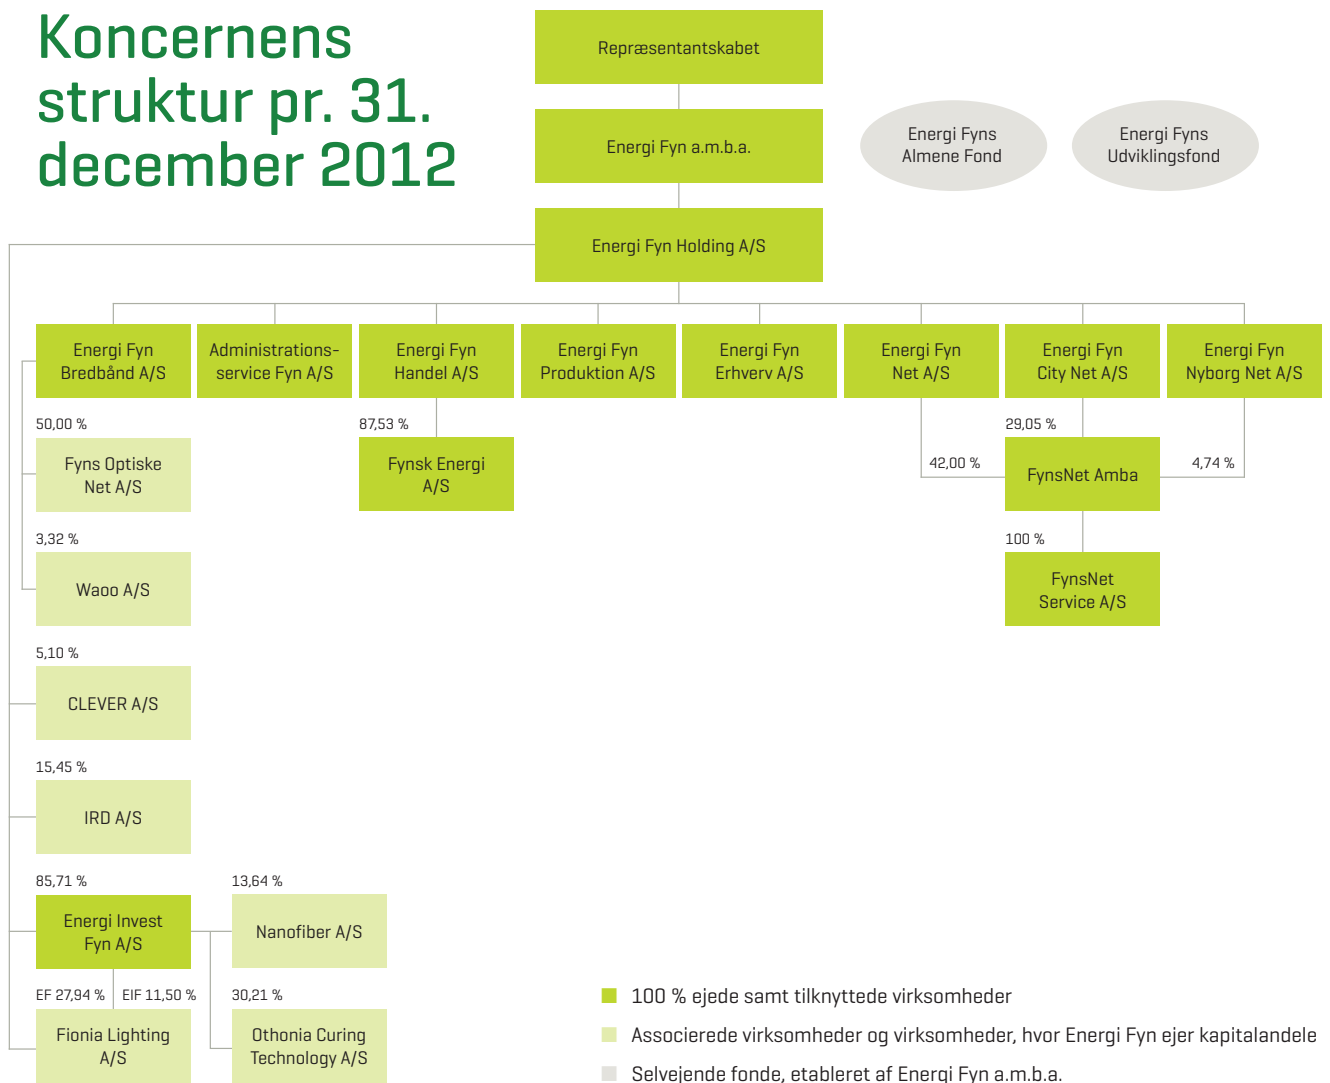 Koncernens
struktur pr. 31.
december 2012
Repræsentantskabet
Energi Fyn a.m.b.a.
Energi Fyns
Almene Fond
Energi Fyns
Udviklingsfond
Energi Fyn Holding A/S
Energi Fyn
Bredbånd A/S
Administrations-
service Fyn A/S
Energi Fyn
Handel A/S
Energi Fyn
Produktion A/S
Energi Fyn
Erhverv A/S
Energi Fyn
Net A/S
Energi Fyn
City Net A/S
Energi Fyn
Nyborg Net A/S
50,00 %
Fyns Optiske
Net A/S
87,53 %
Fynsk Energi
A/S
42,00 %
29,05 %
FynsNet Amba
4,74 %
3,32 %
Waoo A/S
100 %
FynsNet
Service A/S
5,10 %
CLEVER A/S
15,45 %
IRD A/S
85,71 %
Energi Invest
Fyn A/S
13,64 %
Nanofiber A/S
EF 27,94 %
EIF 11,50 %
Fionia Lighting
A/S
30,21 %
Othonia Curing
Technology A/S
100 % ejede samt tilknyttede virksomheder
Associerede virksomheder og virksomheder, hvor Energi Fyn ejer kapitalandele
Selvejende fonde, etableret af Energi Fyn a.m.b.a.